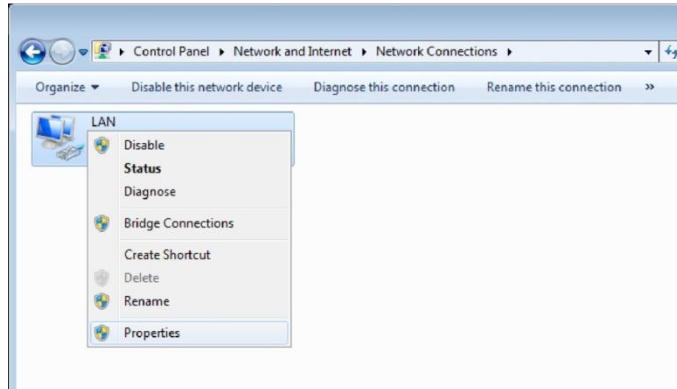 Control Panel Network and Internet Network Connections
Organize Disable this network device Diagnose this connection Rename this connection »
LAN
Disable
Status
Diagnose
Bridge Connections
Create Shortcut
Delete
Rename
Properties